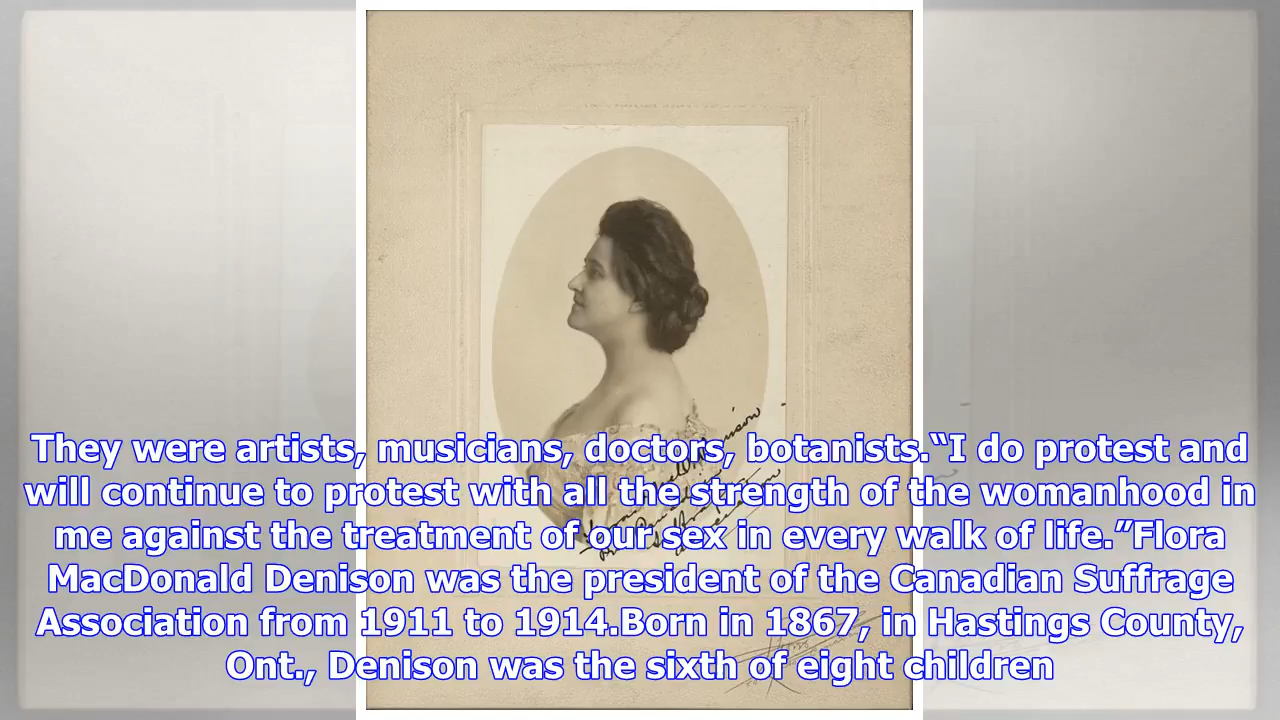 They were artists, musicians, doctors, botanists.“I do protest and
will continue to protest with all the strength of the womanhood in
me against the treatment of our sex in every walk of life.”Flora
MacDonald Denison was the president of the Canadian Suffrage
Association from 1911 to 1914.Born in 1867, in Hastings County,
Ont., Denison was the sixth of eight children